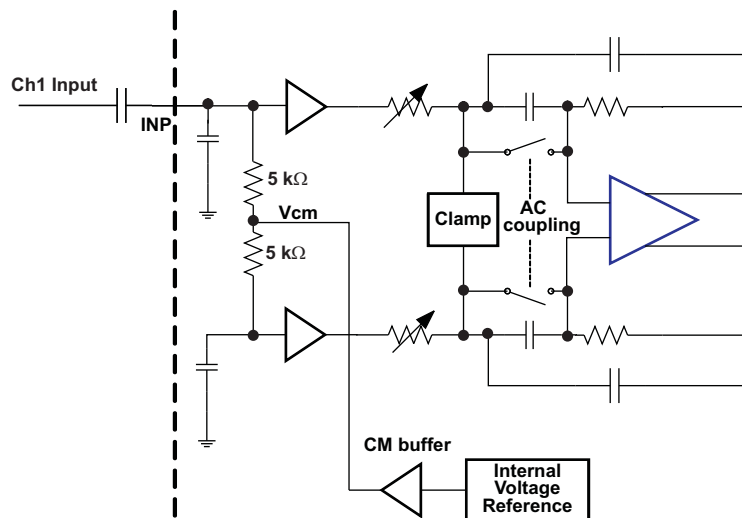 Ch1 Input
INP
5 kΩ
Vcm
5 kΩ
Clamp
AC
coupling
CM buffer
Internal
Voltage
Reference